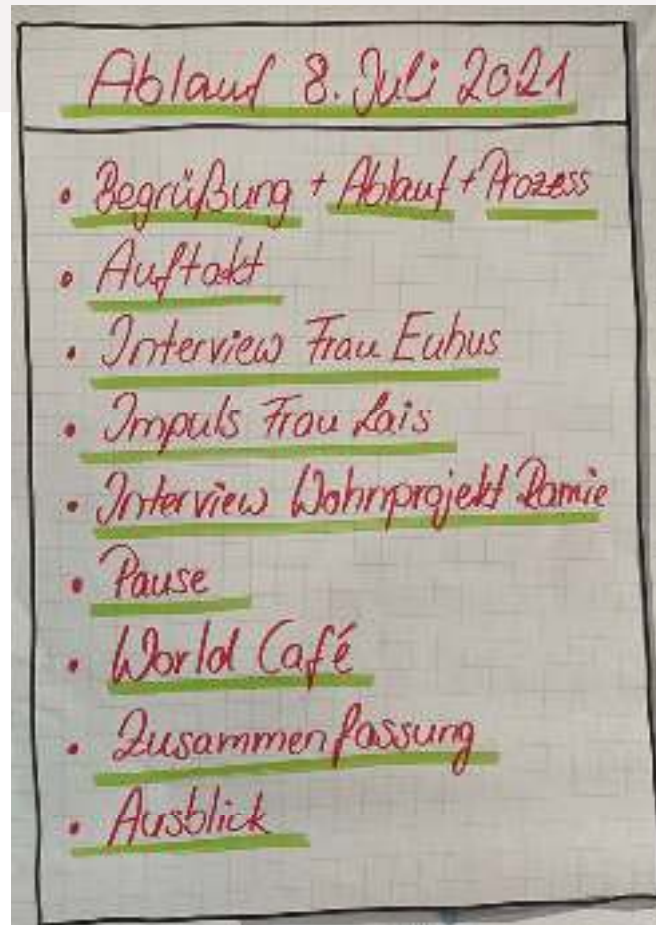 Ablauf 8. Juli 2021
• Begrüßung + Ablauf + Prozess
• Auftakt
• Interview Frau Euhus
• Impuls Frau Lais
• Interview Wohnprojekt Ramie
• Pause
• World Café
• Zusammenfassung
• Ausblick